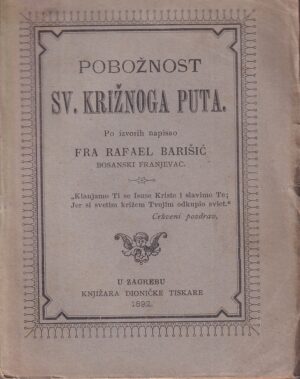 POBOŽNOST
SV. KRIŽNOGA PUTA.
Po izvorih napisao
FRA RAFAEL BARIŠIĆ
BOSANSKI FRANJEVAC.
„Klanjamo Ti se Isuse Kriste i slavimo Te;
Jer si svetim križem Tvojim odkupio sviet.“
Crkveni pozdrav.
U ZAGREBU
KNJIŽARA DIONIČKE TISKARE
1892.